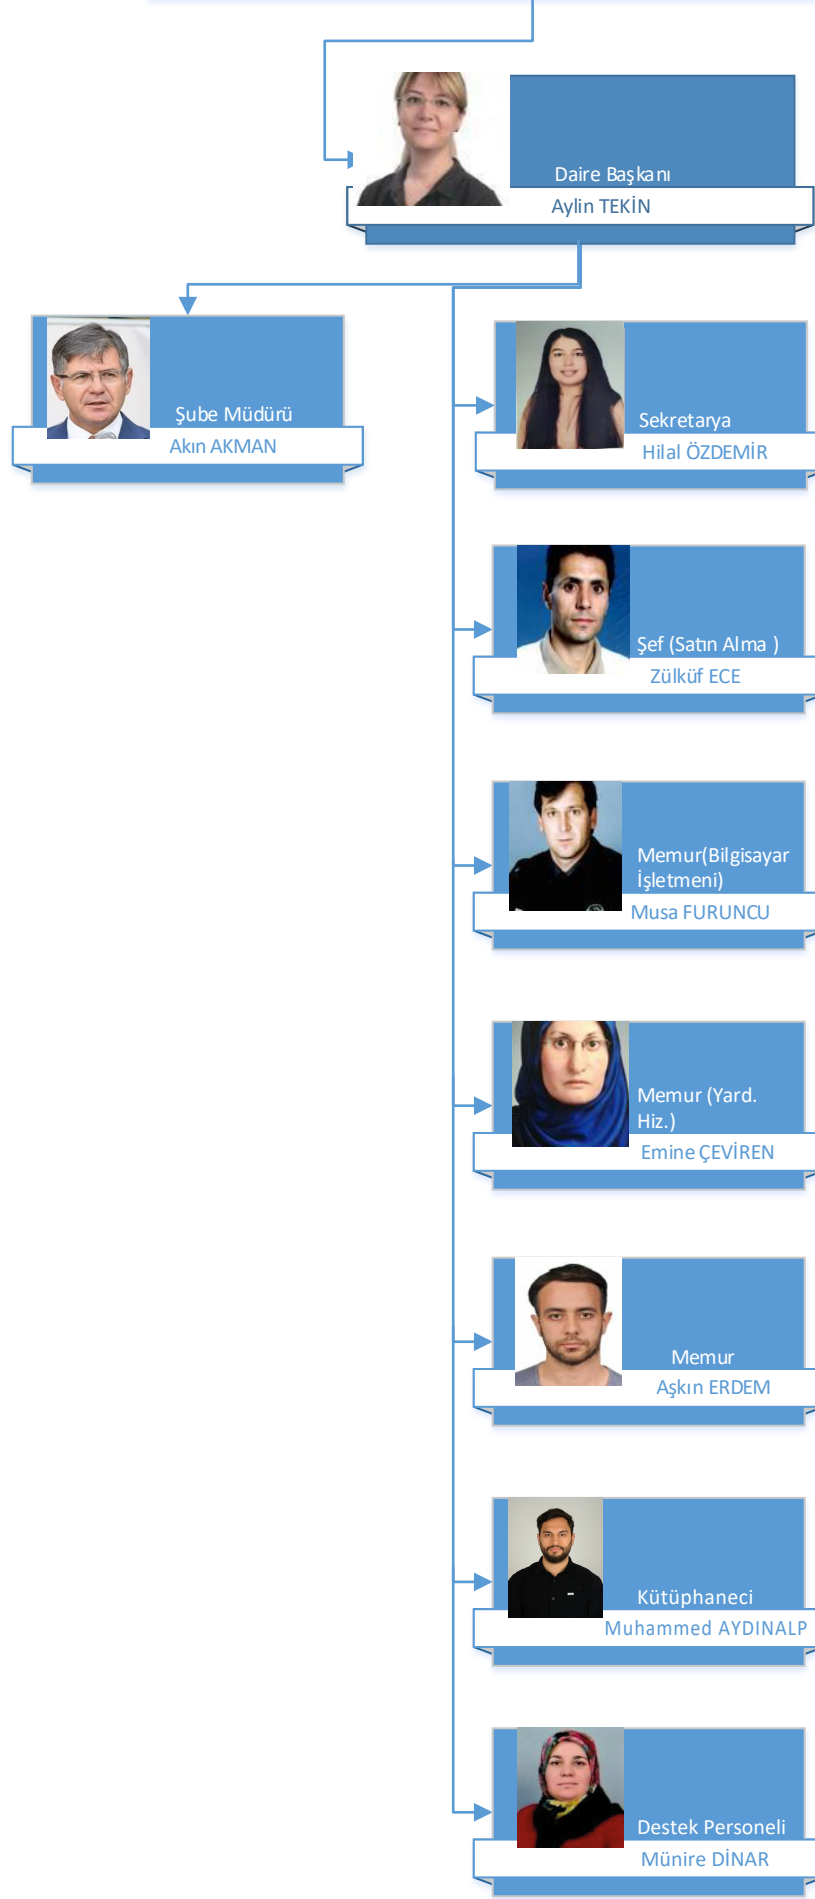 Daire Başkanı
Aylin TEKİN
Şube Müdürü
Akın AKMAN
Sekretarya
Hilal ÖZDEMİR
Şef (Satın Alma )
Zülküf ECE
Memur(Bilgisayar
İşletmeni)
Musa FURUNCU
Memur (Yard.
Hiz.)
Emine ÇEVİREN
Memur
Aşkın ERDEM
Kütüphaneci
Muhammed AYDINALP
Destek Personeli
Münire DİNAR